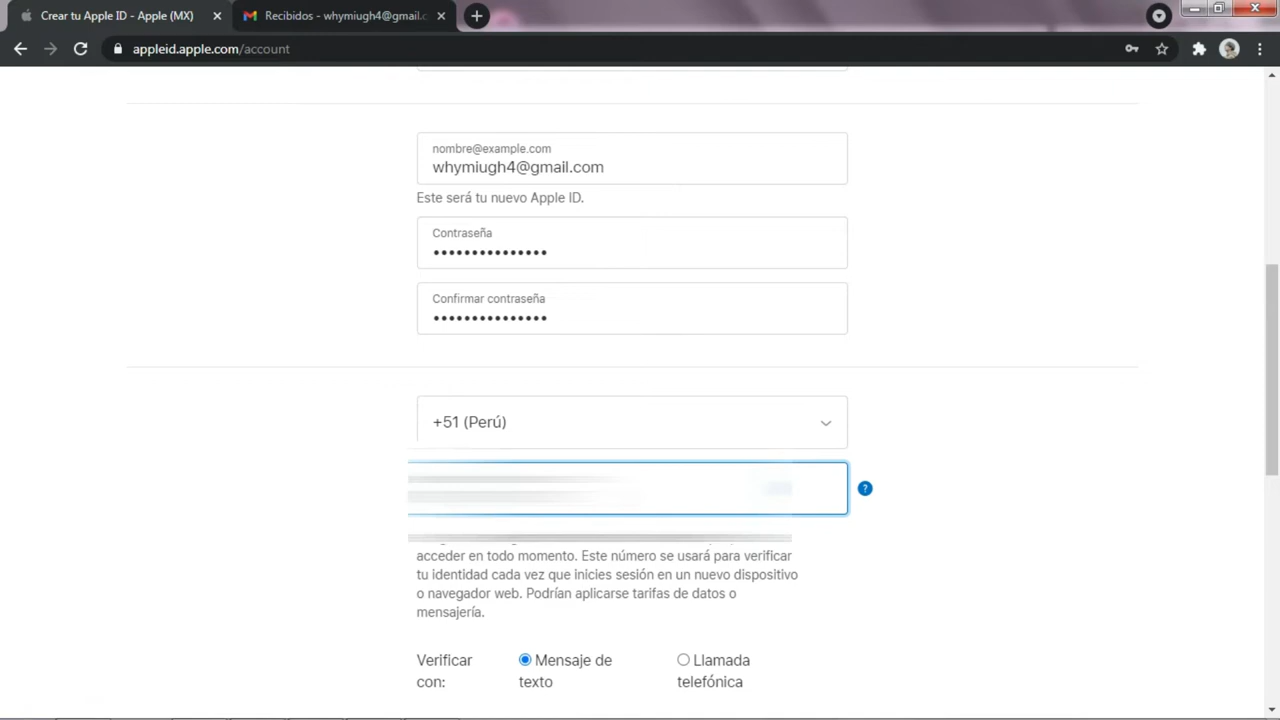 Crear tu Apple ID - Apple (MX)
Recibidos - whymiugh4@gmail.c
appleid.apple.com/account
nombre@example.com
whymiugh4@gmail.com
Este será tu nuevo Apple ID.
Contraseña
•••••••••••••••
Confirmar contraseña
•••••••••••••••
+51 (Perú)
?
acceder en todo momento. Este número se usará para verificar
tu identidad cada vez que inicies sesión en un nuevo dispositivo
o navegador web. Podrían aplicarse tarifas de datos o
mensajería.
Verificar
con:
Mensaje de
texto
Llamada
telefónica